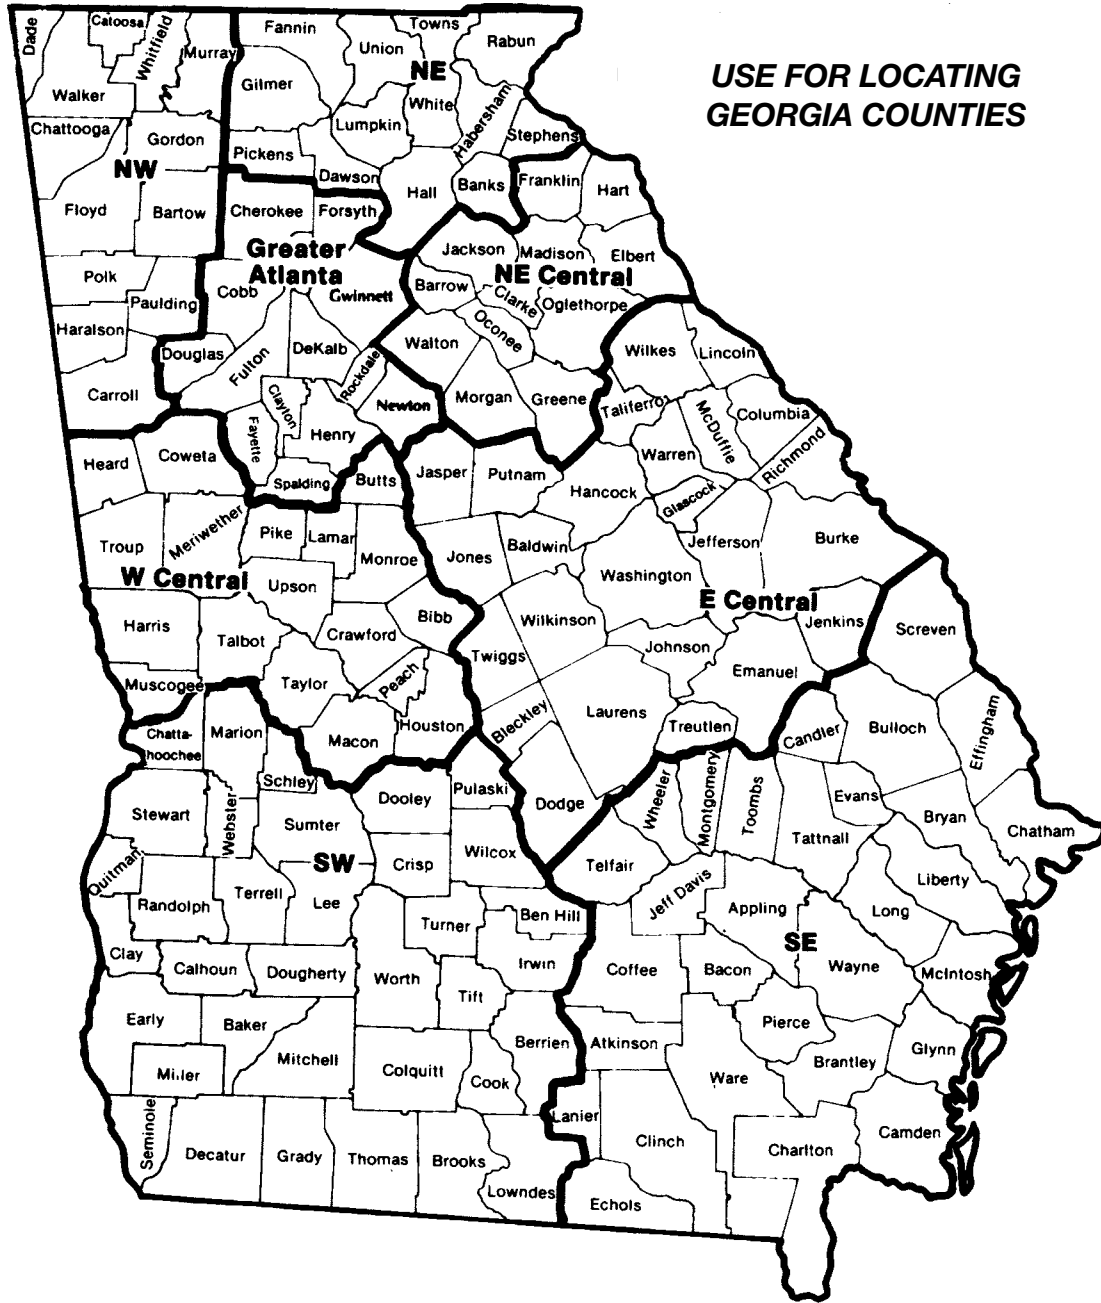 USE FOR LOCATING
GEORGIA COUNTIES
Dade
Catoosa
Whitfield
Murray
Fannin
Union
Towns
Rabun
NE
Walker
Gilmer
White
Habersham
Lumpkin
Stephens
Chattooga
Gordon
Pickens
Dawson
NW
Hall
Banks
Franklin
Hart
Floyd
Bartow
Cherokee
Forsyth
Greater
Atlanta
Jackson
Madison
Elbert
NE Central
Polk
Paulding
Cobb
Gwinnett
Barrow
Clarke
Oglethorpe
Oconee
Haralson
Douglas
Fulton
DeKalb
Rockdale
Walton
Wilkes
Lincoln
Carroll
Clayton
Newton
Morgan
Greene
Taliferro
McDuffie
Columbia
Fayette
Henry
Richmond
Heard
Coweta
Spalding
Butts
Jasper
Putnam
Warren
Hancock
Glascock
Troup
Meriwether
Pike
Lamar
Monroe
Jones
Baldwin
Jefferson
Burke
W Central
Upson
Washington
E Central
Harris
Talbot
Crawford
Bibb
Wilkinson
Jenkins
Screven
Twiggs
Johnson
Emanuel
Muscogee
Taylor
Peach
Bleckley
Laurens
Treutlen
Candler
Bulloch
Effingham
Chatta-
hoochee
Marion
Macon
Houston
Stewart
Webster
Schley
Dooley
Pulaski
Dodge
Wheeler
Montgomery
Toombs
Evans
Bryan
Chatham
Sumter
Tattnall
SW
Crisp
Wilcox
Telfair
Quitman
Randolph
Terrell
Lee
Turner
Ben Hill
Jeff Davis
Appling
Long
Liberty
SE
Clay
Calhoun
Dougherty
Worth
Irwin
Coffee
Bacon
Wayne
McIntosh
Tift
Early
Baker
Mitchell
Berrien
Atkinson
Pierce
Brantley
Glynn
Miller
Colquitt
Cook
Ware
Lanier
Clinch
Charlton
Camden
Seminole
Decatur
Grady
Thomas
Brooks
Lowndes
Echols